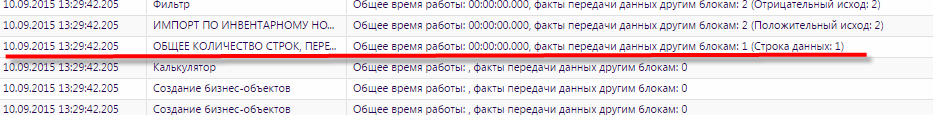 10.09.2015 13:29:42.205 Фильтр Общее время работы: 00:00:00.000, факты передачи данных другим блокам: 2 (Отрицательный исход: 2)
10.09.2015 13:29:42.205 ИМПОРТ ПО ИНВЕНТАРНОМУ НО... Общее время работы: 00:00:00.000, факты передачи данных другим блокам: 2 (Положительный исход: 2)
10.09.2015 13:29:42.205 ОБЩЕЕ КОЛИЧЕСТВО СТРОК, ПЕРЕ... Общее время работы: 00:00:00.000, факты передачи данных другим блокам: 1 (Строка данных: 1)
10.09.2015 13:29:42.205 Калькулятор Общее время работы: , факты передачи данных другим блокам: 0
10.09.2015 13:29:42.205 Создание бизнес-объектов Общее время работы: , факты передачи данных другим блокам: 0
10.09.2015 13:29:42.205 Создание бизнес-объектов Общее время работы: , факты передачи данных другим блокам: 0